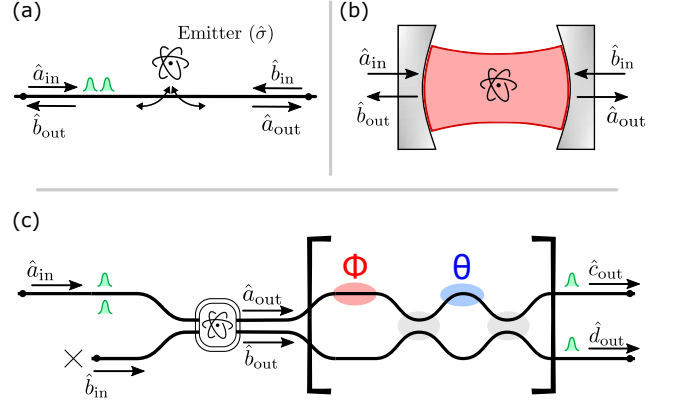 (a)
Emitter (σ̂)
â_in
b̂_in
b̂_out
â_out
(b)
â_in
b̂_in
b̂_out
â_out
(c)
â_in
â_out
Φ
θ
ĉ_out
×
b̂_in
b̂_out
d̂_out